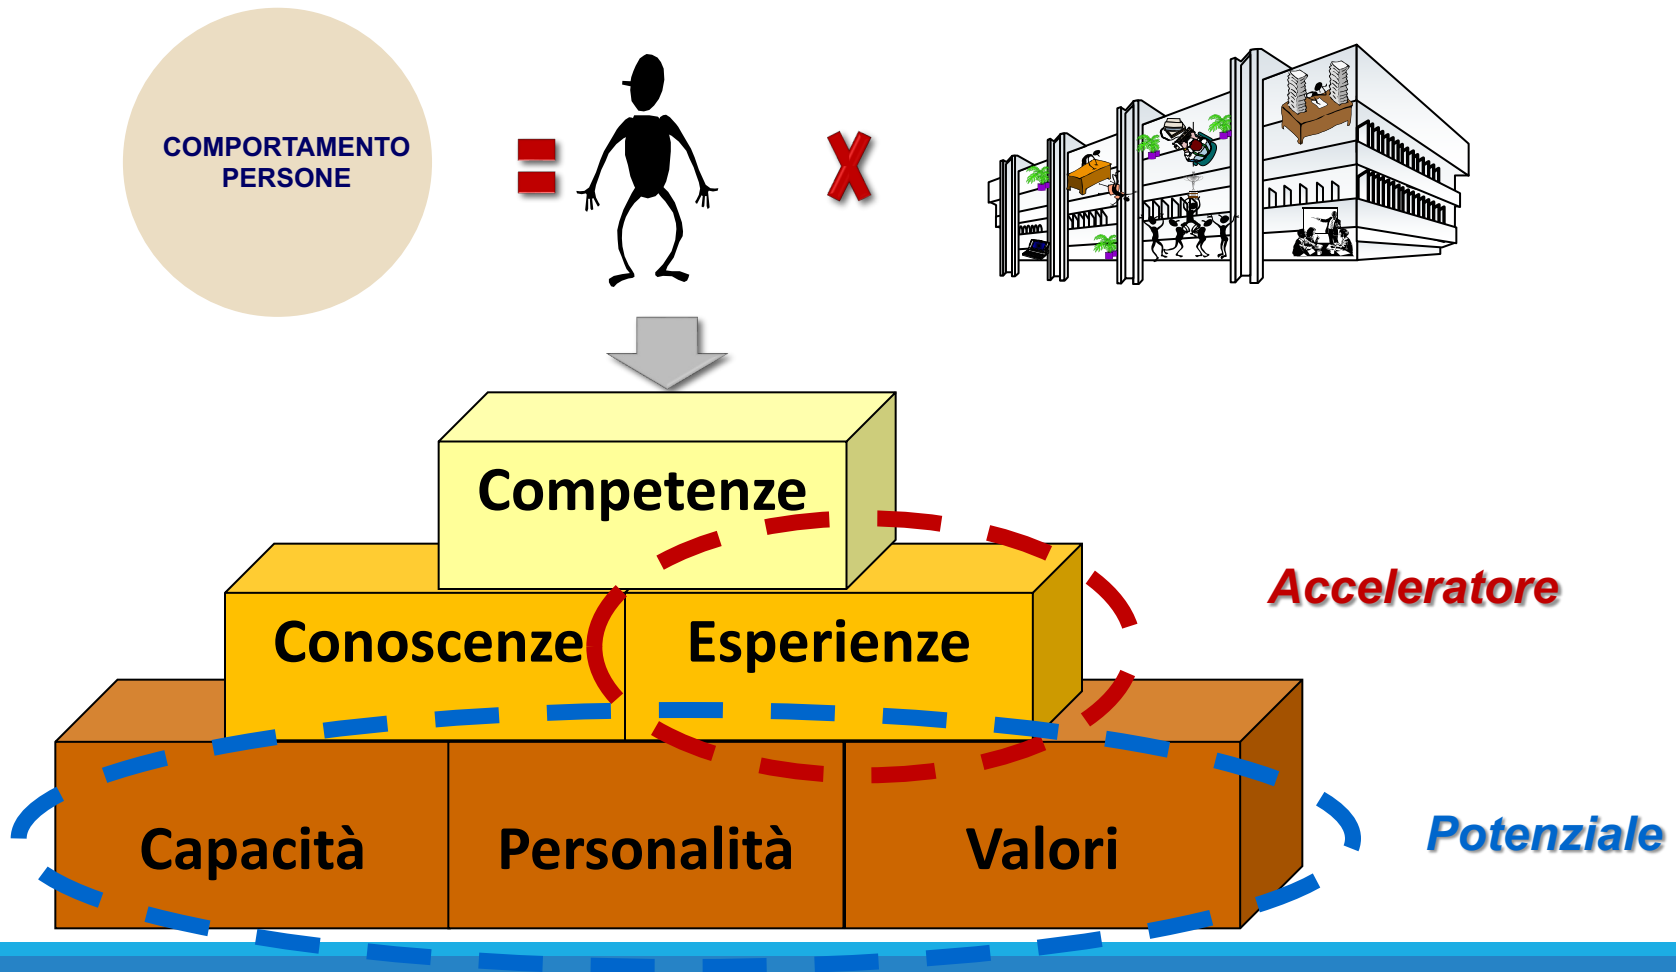 COMPORTAMENTO
PERSONE
Competenze
Acceleratore
Conoscenze
Esperienze
Potenziale
Capacità
Personalità
Valori